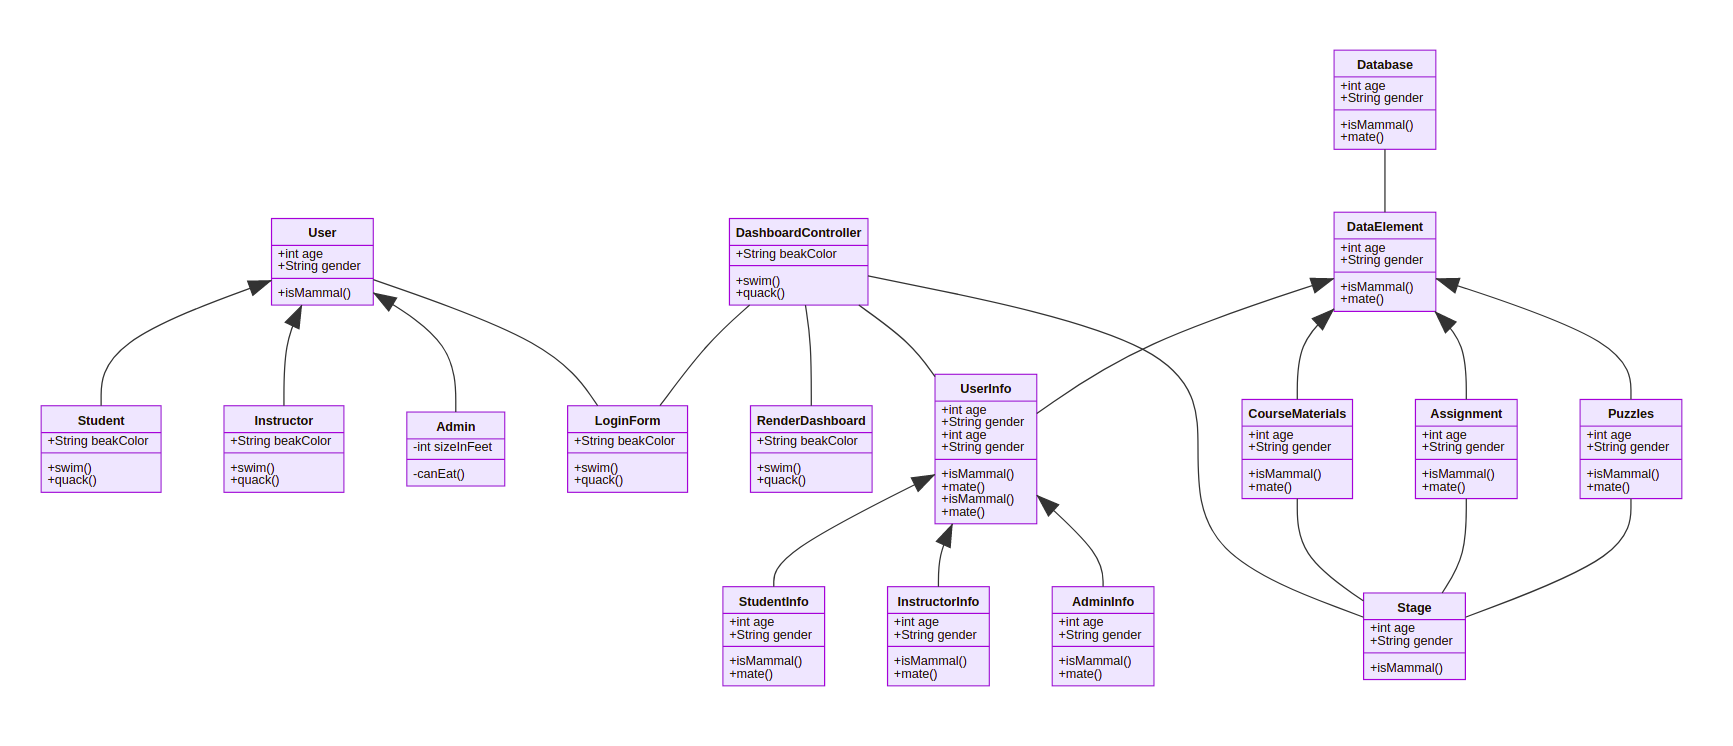 Database
+int age
+String gender
+isMammal()
+mate()
User
+int age
+String gender
+isMammal()
DashboardController
+String beakColor
+swim()
+quack()
DataElement
+int age
+String gender
+isMammal()
+mate()
Student
+String beakColor
+swim()
+quack()
Instructor
+String beakColor
+swim()
+quack()
Admin
-int sizeInFeet
-canEat()
LoginForm
+String beakColor
+swim()
+quack()
RenderDashboard
+String beakColor
+swim()
+quack()
UserInfo
+int age
+String gender
+int age
+String gender
+isMammal()
+mate()
+isMammal()
+mate()
CourseMaterials
+int age
+String gender
+isMammal()
+mate()
Assignment
+int age
+String gender
+isMammal()
+mate()
Puzzles
+int age
+String gender
+isMammal()
+mate()
StudentInfo
+int age
+String gender
+isMammal()
+mate()
InstructorInfo
+int age
+String gender
+isMammal()
+mate()
AdminInfo
+int age
+String gender
+isMammal()
+mate()
Stage
+int age
+String gender
+isMammal()